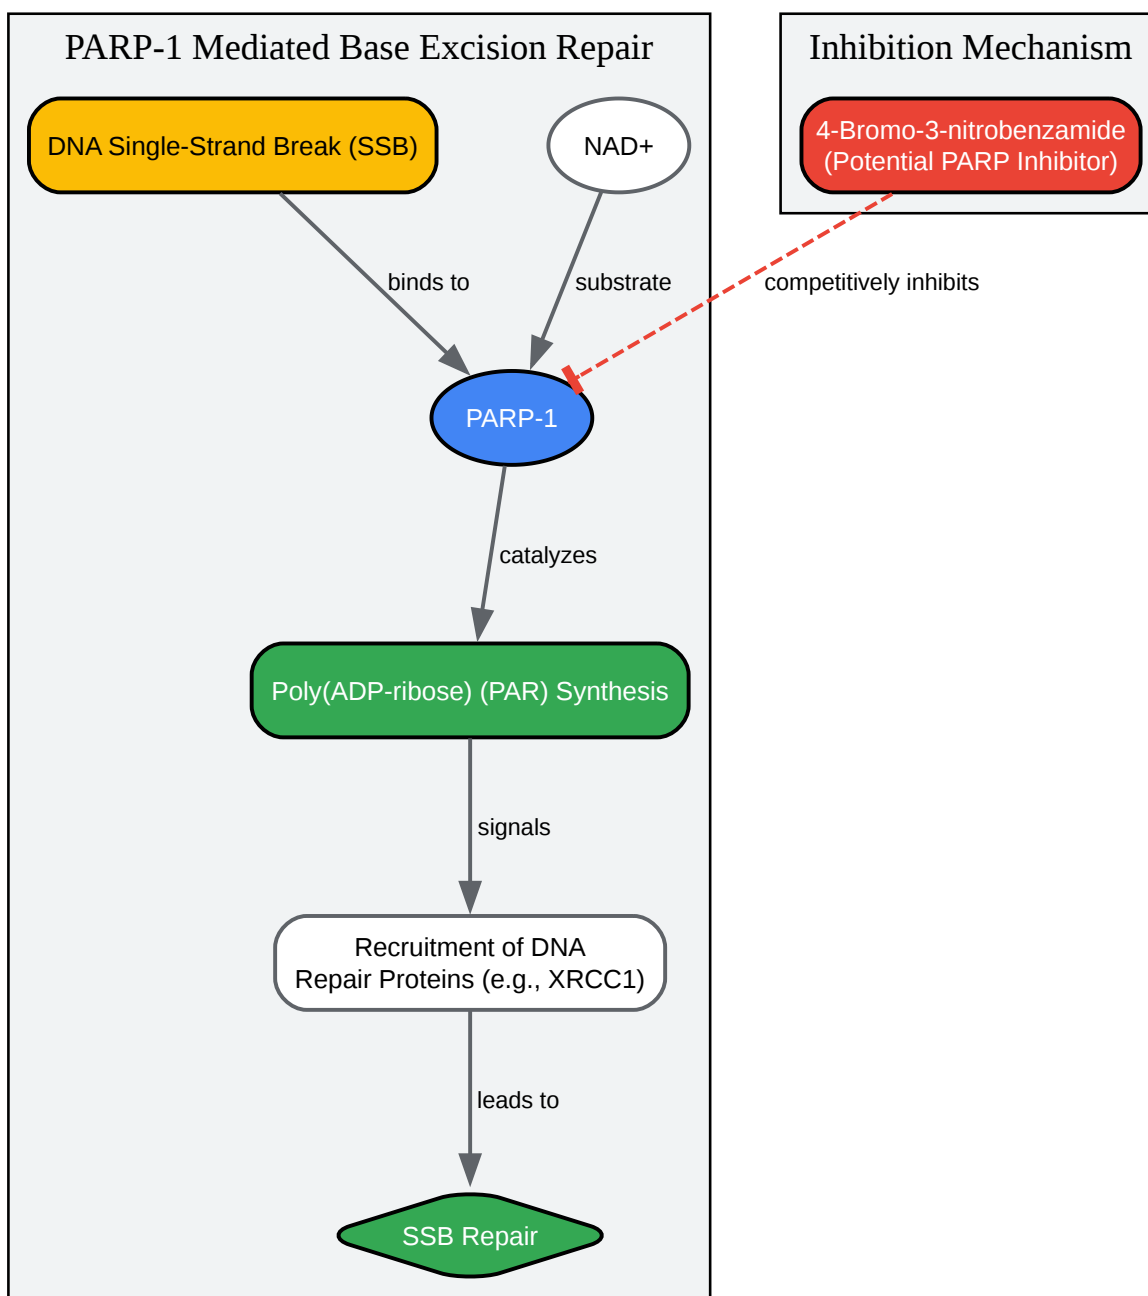 PARP-1 Mediated Base Excision Repair
Inhibition Mechanism
DNA Single-Strand Break (SSB)
NAD+
4-Bromo-3-nitrobenzamide
(Potential PARP Inhibitor)
binds to
substrate
competitively inhibits
PARP-1
catalyzes
Poly(ADP-ribose) (PAR) Synthesis
signals
Recruitment of DNA
Repair Proteins (e.g., XRCC1)
leads to
SSB Repair